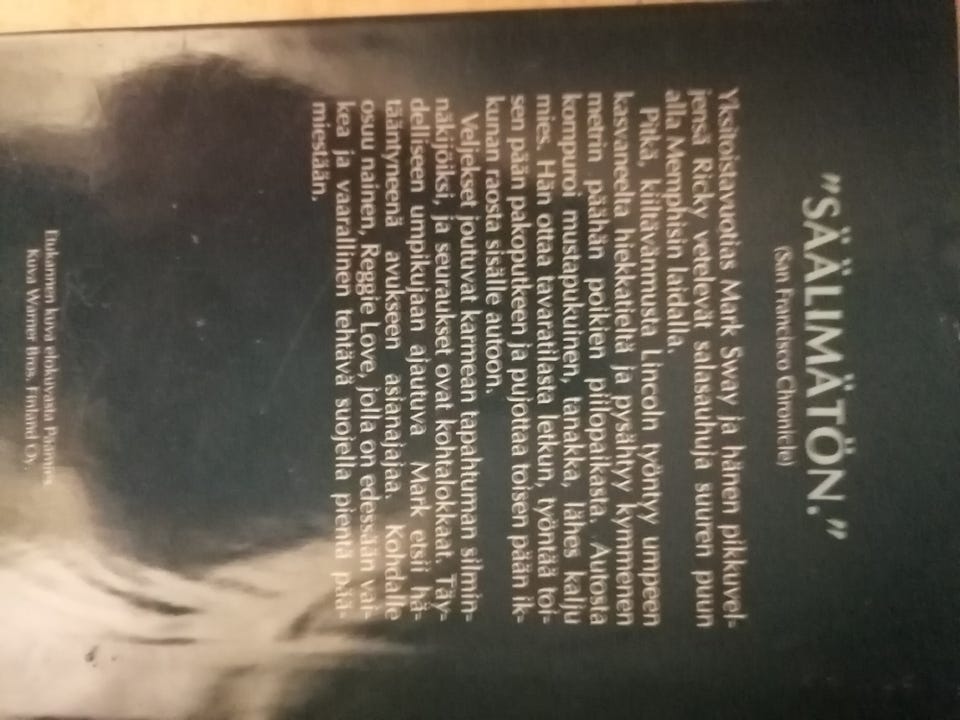 "SÄÄLIMÄTÖN."
(San Francisco Chronicle)
Yksitoistavuotias Mark Sway ja hänen pikkuvel-
jensä Ricky vetelevät salasauhuja suuren puun
alla Memphisin laidalla.
Pitkä, kiiltävänmusta Lincoln työntyy umpeen
kasvaneelta hiekkatieltä ja pysähtyy kymmenen
metrin päähän poikien piilopaikasta. Autosta
kompuroi mustapukuinen, tanakka, lähes kalju
mies. Hän ottaa tavaratilasta letkun, työntää toi-
sen pään pakoputkeen ja pujottaa toisen pään ik-
kunan raosta sisälle autoon.
Veljekset joutuvat karmean tapahtuman silmin-
näkijöiksi, ja seuraukset ovat kohtalokkaat. Täy-
delliseen umpikujaan ajautuva Mark etsii hä-
tääntyneenä avukseen asianajajaa. Kohdalle
osuu nainen, Reggie Love, jolla on edessään vai-
kea ja vaarallinen tehtävä suojella pientä pää-
miestään.
Etukannen kuva elokuvasta Päämies
Kuva Warner Bros. Finland Oy.